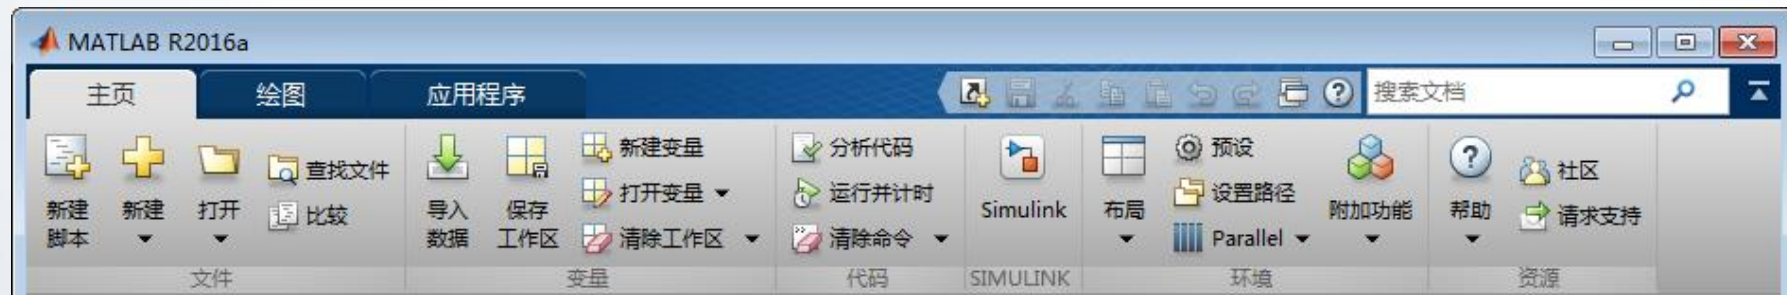 MATLAB R2016a
主页 绘图 应用程序 搜索文档
新建
脚本
新建
打开
查找文件
比较
文件
导入
数据
保存
工作区
新建变量
打开变量
清除工作区
变量
分析代码
运行并计时
清除命令
代码
Simulink
SIMULINK
布局
预设
设置路径
Parallel
附加功能
环境
帮助
社区
请求支持
资源